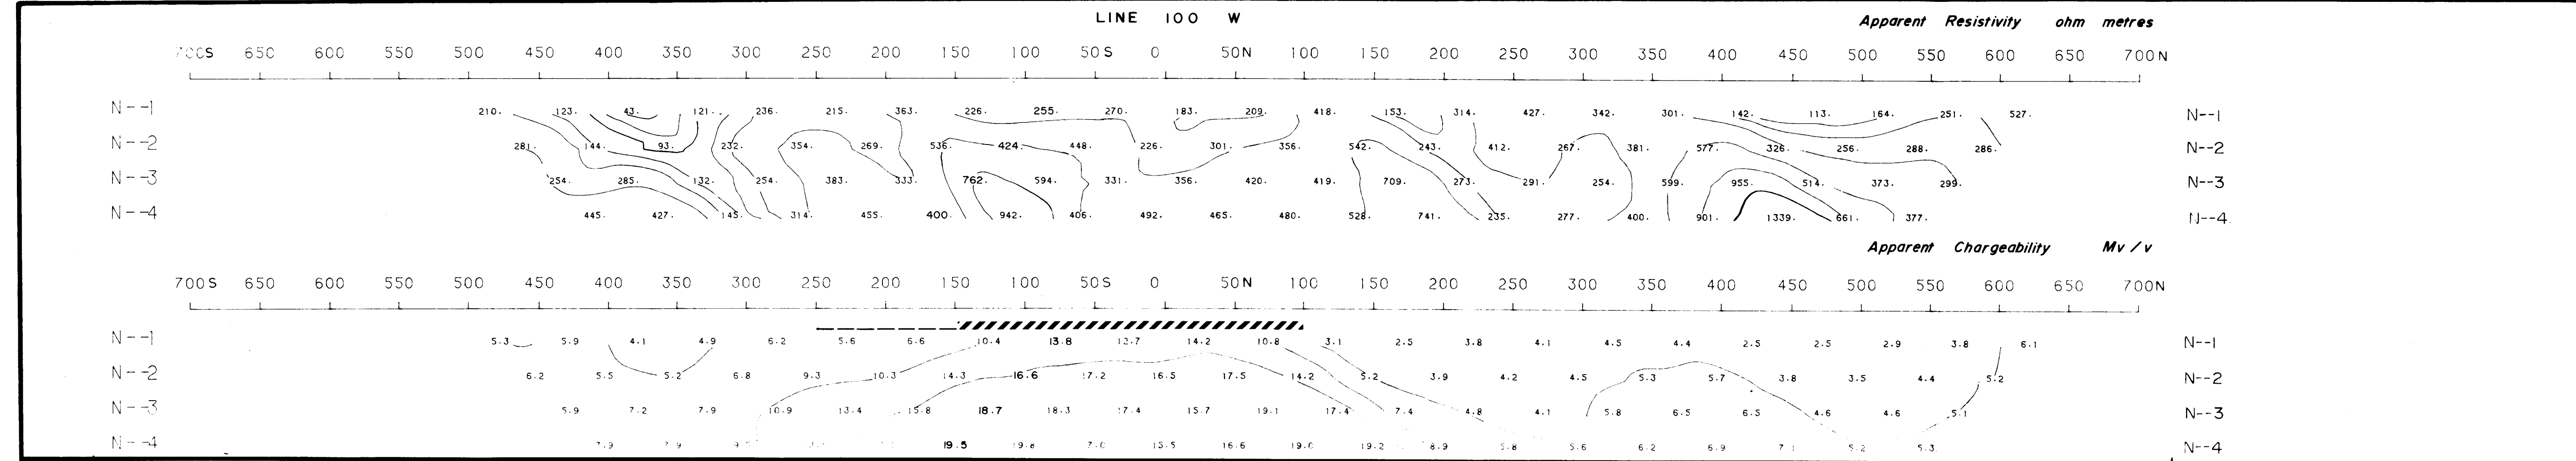 LINE 100 W
Apparent Resistivity ohm metres
700S 650 600 550 500 450 400 350 300 250 200 150 100 50S 0 50N 100 150 200 250 300 350 400 450 500 550 600 650 700N
N--1 210. 123. 43. 121. 236. 215. 363. 226. 255. 270. 183. 209. 418. 153. 314. 427. 342. 301. 142. 113. 164. 251. 527. N--1
N--2 281. 144. 93. 232. 354. 269. 536. 424. 448. 226. 301. 356. 542. 243. 412. 267. 381. 577. 326. 256. 288. 286. N--2
N--3 254. 285. 132. 254. 383. 333. 762. 594. 331. 356. 420. 419. 709. 273. 291. 254. 599. 955. 514. 373. 299. N--3
N--4 445. 427. 145. 314. 455. 400. 942. 406. 492. 465. 480. 528. 741. 235. 277. 400. 901. 1339. 661. 377. N--4
Apparent Chargeability Mv / v
700S 650 600 550 500 450 400 350 300 250 200 150 100 50S 0 50N 100 150 200 250 300 350 400 450 500 550 600 650 700N
N--1 5.3 5.9 4.1 4.9 6.2 5.6 6.6 10.4 13.8 12.7 14.2 10.8 3.1 2.5 3.8 4.1 4.5 4.4 2.5 2.5 2.9 3.8 6.1 N--1
N--2 6.2 5.5 5.2 6.8 9.3 10.3 14.3 16.6 17.2 16.5 17.5 14.2 5.2 3.9 4.2 4.5 5.3 5.7 3.8 3.5 4.4 5.2 N--2
N--3 5.9 7.2 7.9 10.9 13.4 15.8 18.7 18.3 17.4 15.7 19.1 17.4 7.4 4.8 4.1 5.8 6.5 6.5 4.6 4.6 5.1 N--3
N--4 7.9 7.9 19.5 19.8 15.5 16.6 19.0 19.2 8.9 5.8 5.6 6.2 6.9 7.1 5.2 5.3 N--4